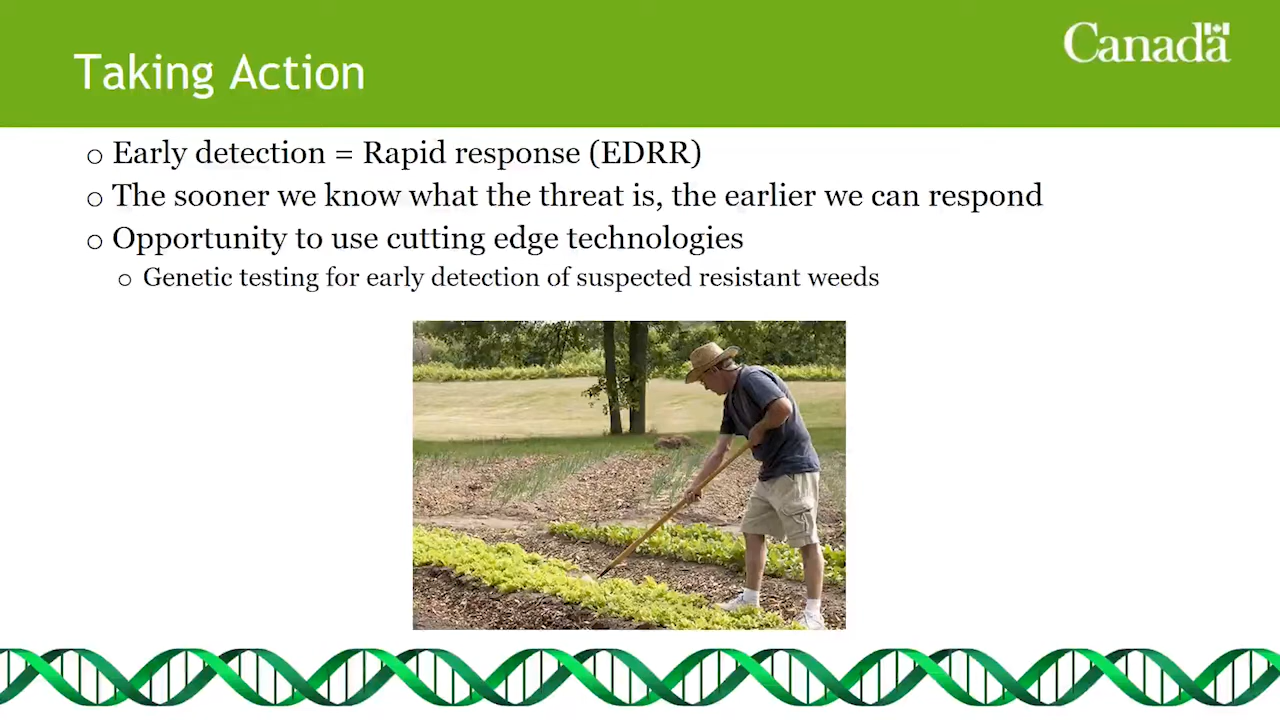 Taking Action
Canada
Early detection = Rapid response (EDRR)
The sooner we know what the threat is, the earlier we can respond
Opportunity to use cutting edge technologies
Genetic testing for early detection of suspected resistant weeds